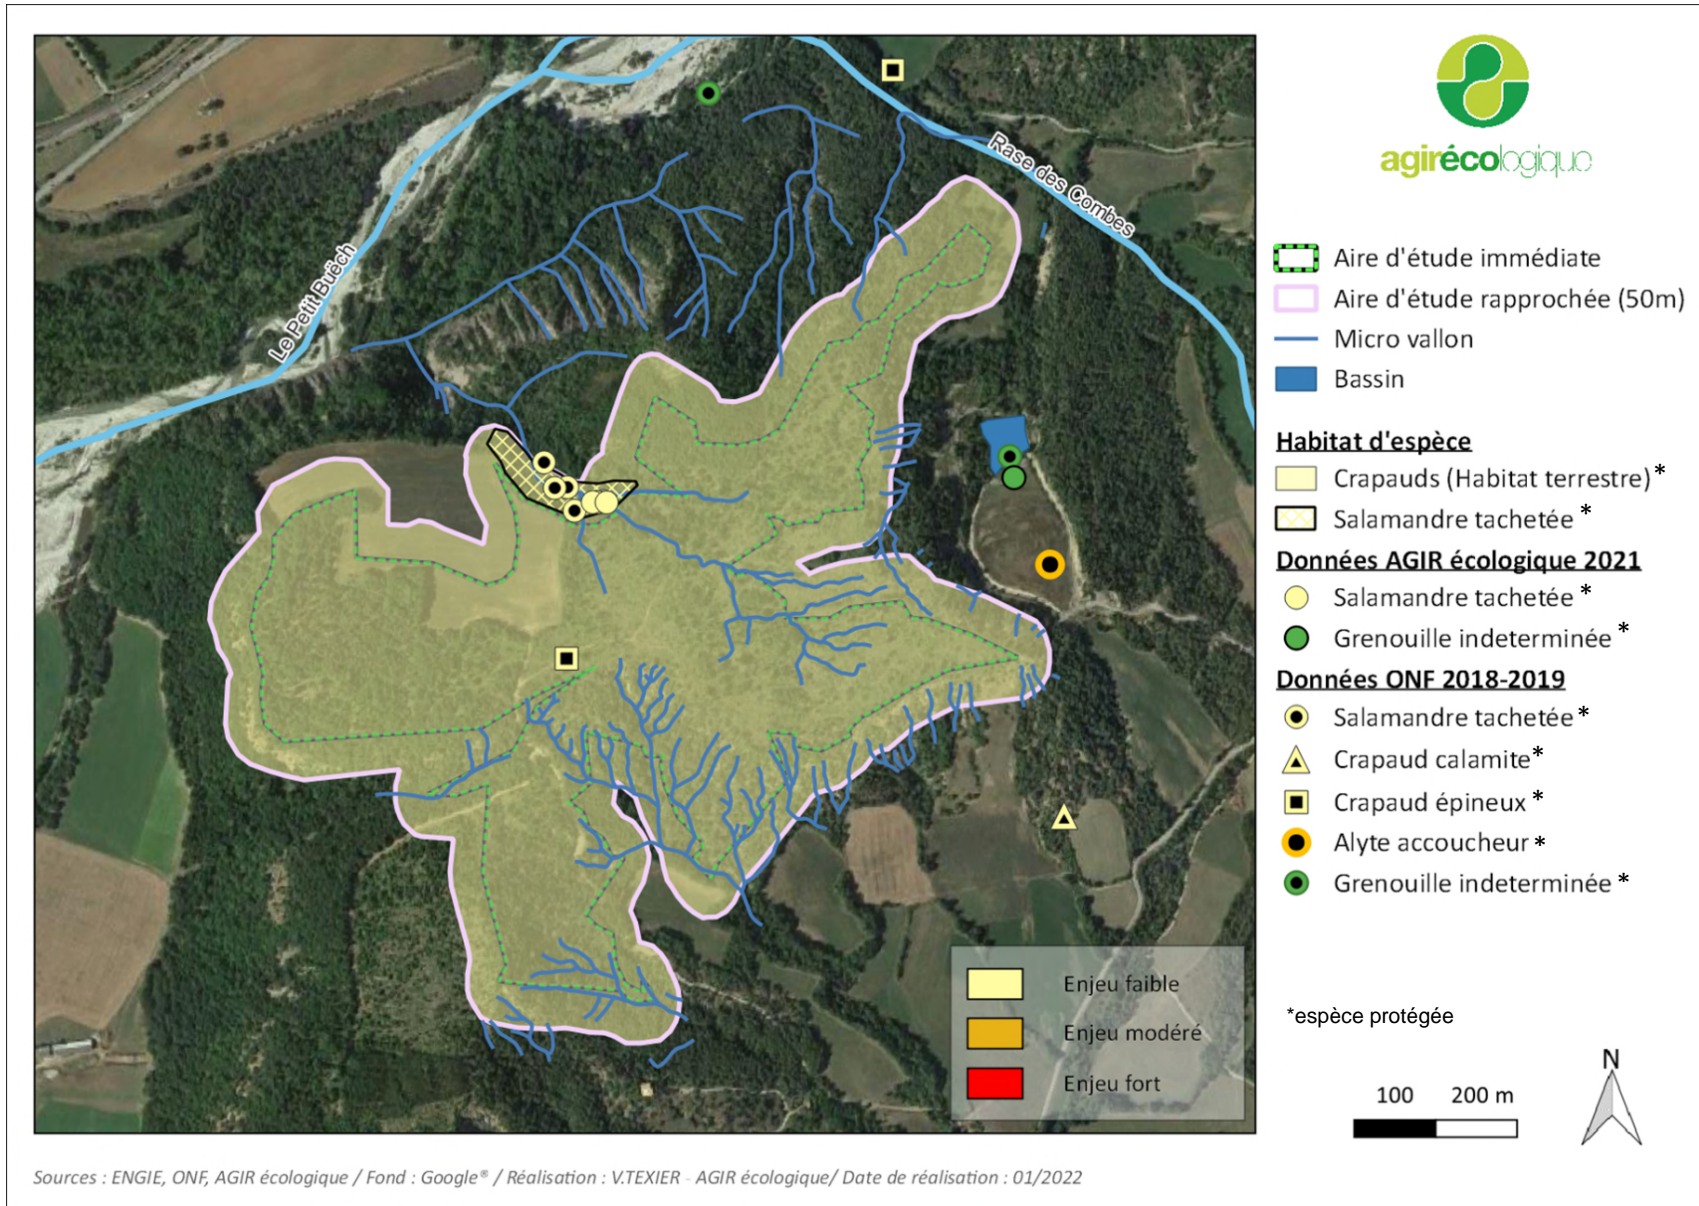 Le Petit Buëch
Rase des Combes
agirécologique
Aire d'étude immédiate
Aire d'étude rapprochée (50m)
Micro vallon
Bassin
Habitat d'espèce
Crapauds (Habitat terrestre) *
Salamandre tachetée *
Données AGIR écologique 2021
Salamandre tachetée *
Grenouille indeterminée *
Données ONF 2018-2019
Salamandre tachetée *
Crapaud calamite *
Crapaud épineux *
Alyte accoucheur *
Grenouille indeterminée *
Enjeu faible
Enjeu modéré
Enjeu fort
*espèce protégée
100 200 m
N
Sources : ENGIE, ONF, AGIR écologique / Fond : Google® / Réalisation : V.TEXIER - AGIR écologique/ Date de réalisation : 01/2022